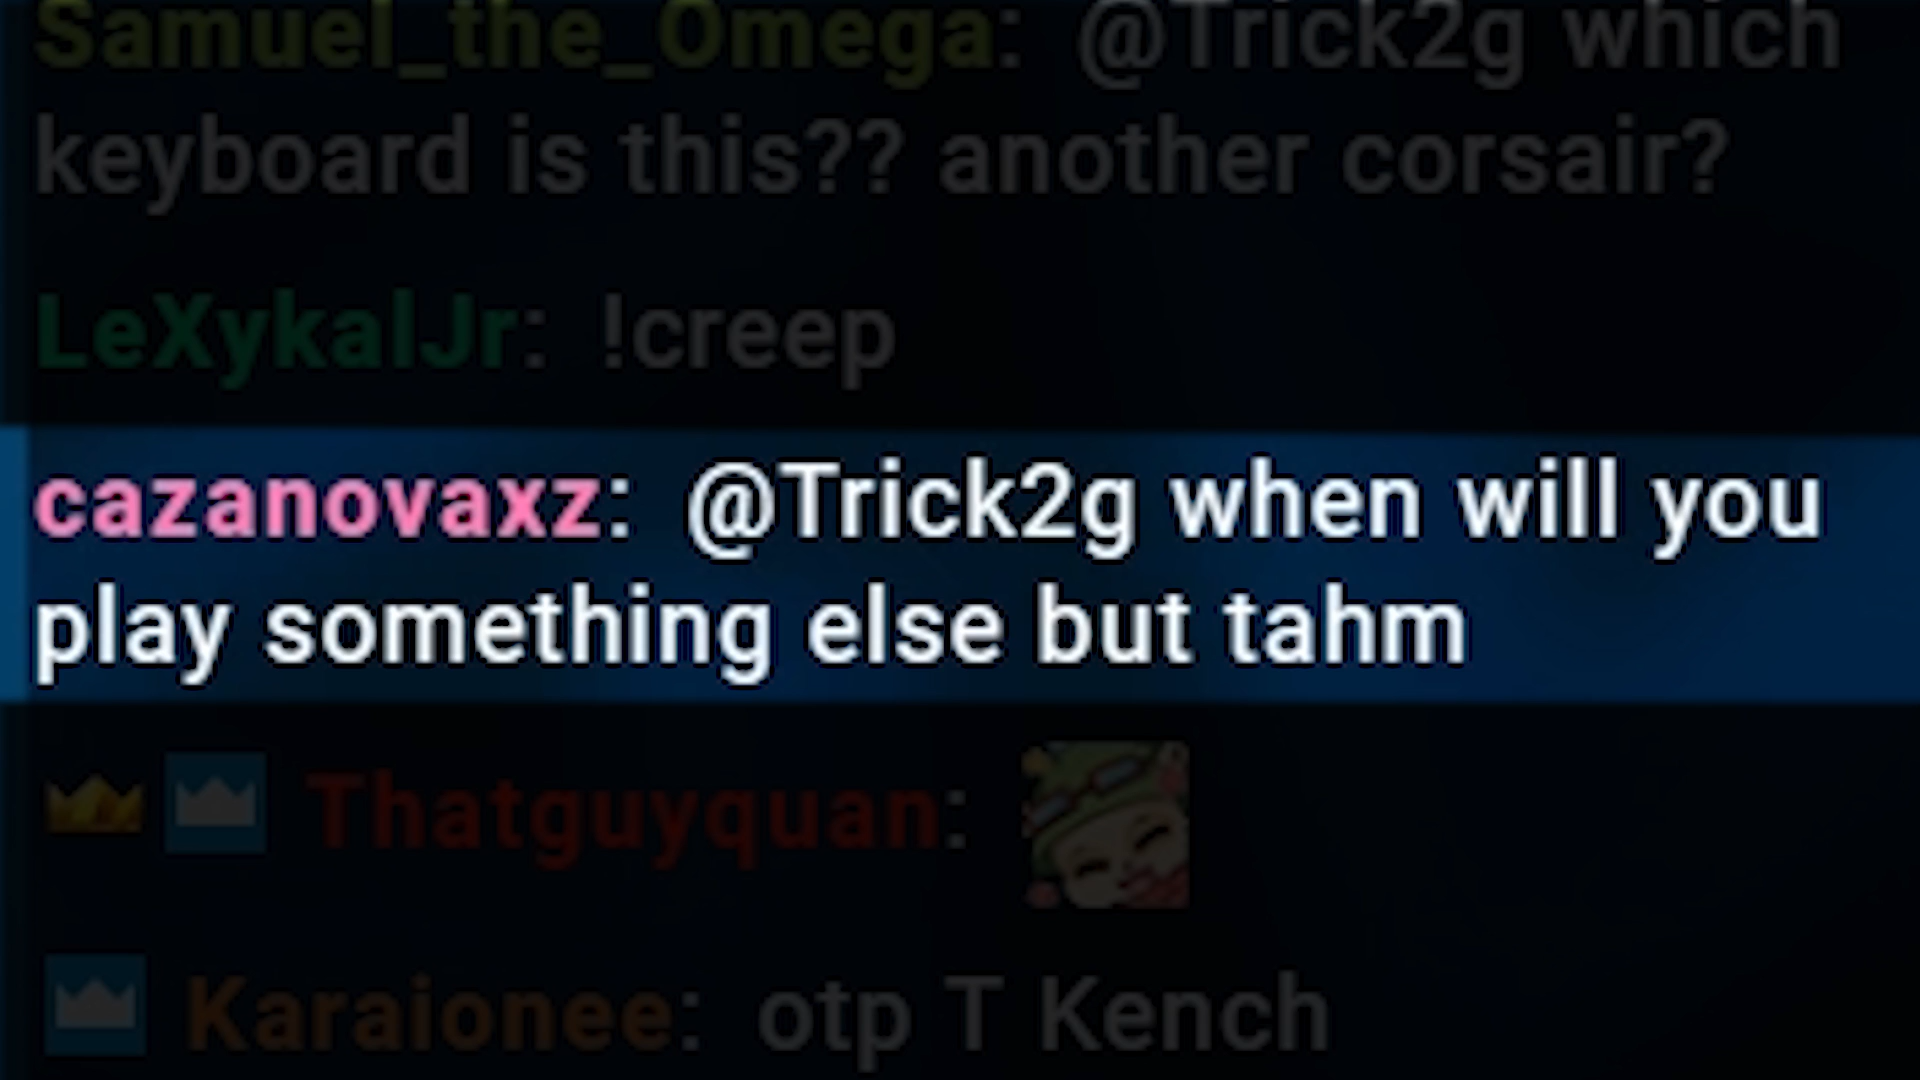 Samuel_the_Omega: @Trick2g which
keyboard is this?? another corsair?
LeXykalJr: !creep
cazanovaxz: @Trick2g when will you
play something else but tahm
Thatguyquan:
Karaionee: otp T Kench